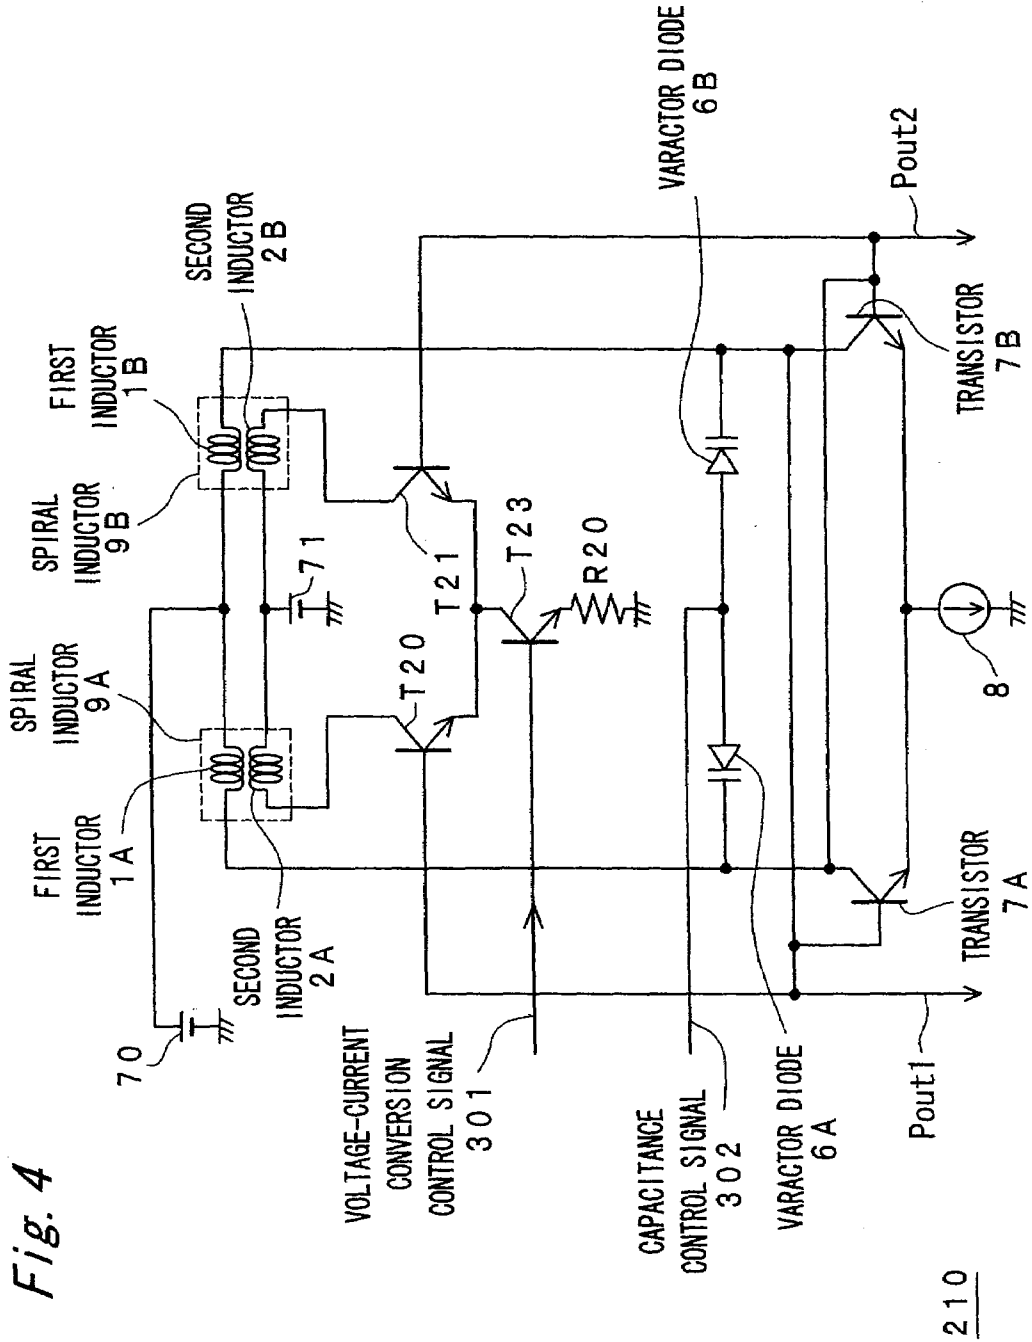 Fig. 4
210
70
FIRST
INDUCTOR
1A
SPIRAL
INDUCTOR
9A
SPIRAL
INDUCTOR
9B
FIRST
INDUCTOR
1B
SECOND
INDUCTOR
2B
SECOND
INDUCTOR
2A
71
VOLTAGE-CURRENT
CONVERSION
CONTROL SIGNAL
301
T20
T21
T23
R20
CAPACITANCE
CONTROL SIGNAL
302
VARACTOR DIODE
6B
VARACTOR DIODE
6A
Pout1
TRANSISTOR
7A
8
TRANSISTOR
7B
Pout2